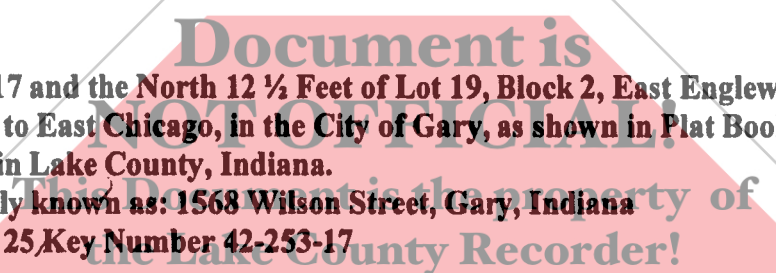 Document is
17 and the North 12 ½ Feet of Lot 19, Block 2, East Englew
NOT OFFICIAL!
to East Chicago, in the City of Gary, as shown in Plat Boo
in Lake County, Indiana.
This Document is the property of
ly known as: 1568 Wilson Street, Gary, Indiana
25, Key Number 42-253-17
the Lake County Recorder!